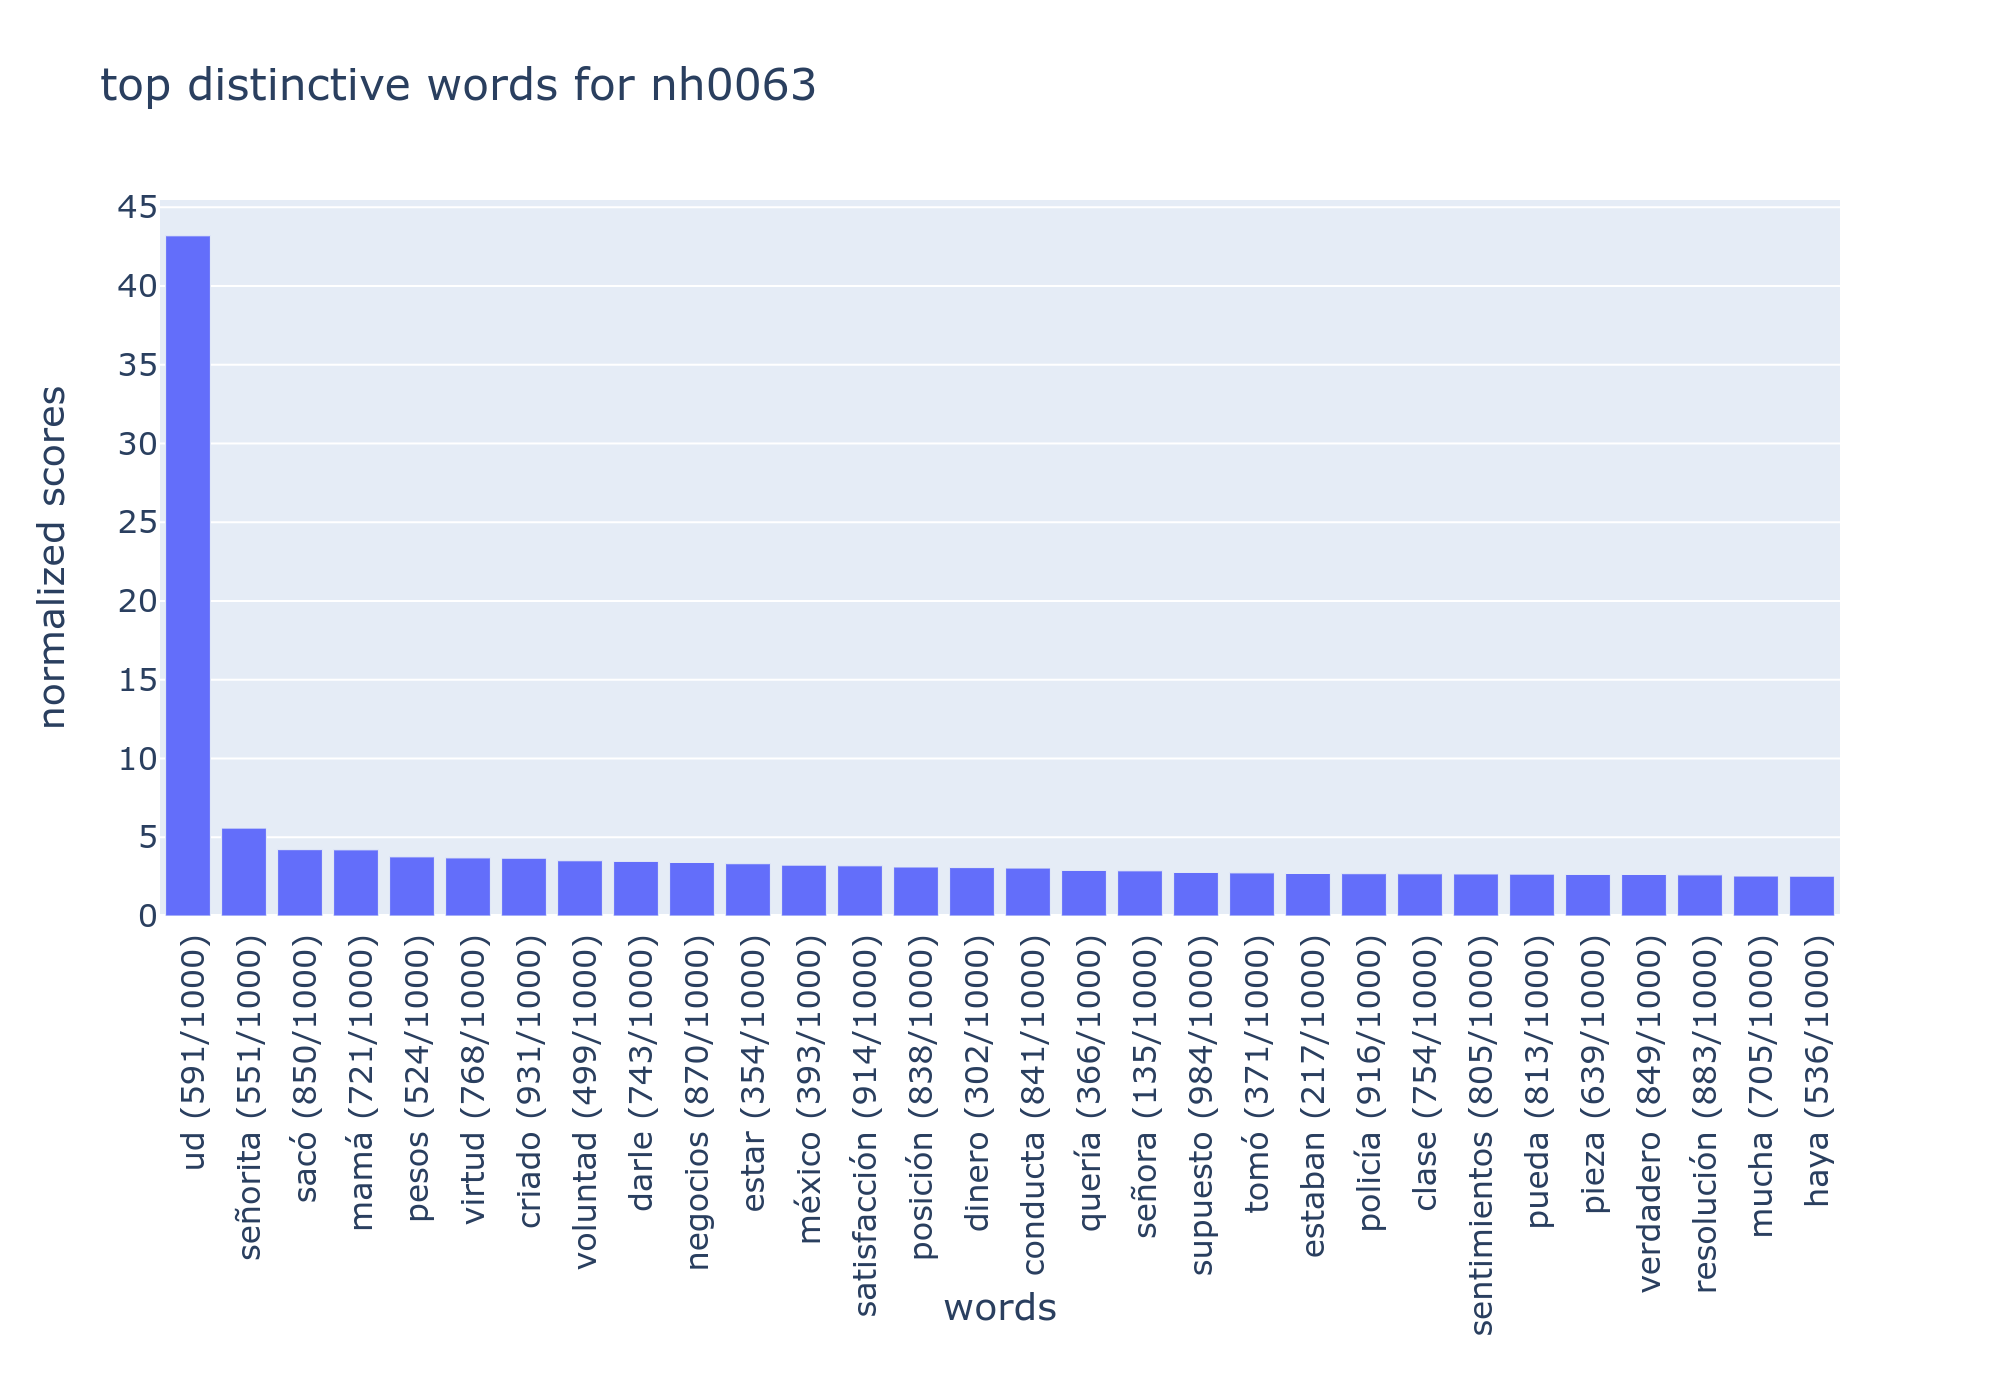 top distinctive words for nh0063
normalized scores
45
40
35
30
25
20
15
10
5
0
ud (591/1000)
señorita (551/1000)
sacó (850/1000)
mamá (721/1000)
pesos (524/1000)
virtud (768/1000)
criado (931/1000)
voluntad (499/1000)
darle (743/1000)
negocios (870/1000)
estar (354/1000)
méxico (393/1000)
satisfacción (914/1000)
posición (838/1000)
dinero (302/1000)
conducta (841/1000)
quería (366/1000)
señora (135/1000)
supuesto (984/1000)
tomó (371/1000)
estaban (217/1000)
policía (916/1000)
clase (754/1000)
sentimientos (805/1000)
pueda (813/1000)
pieza (639/1000)
verdadero (849/1000)
resolución (883/1000)
mucha (705/1000)
haya (536/1000)
words